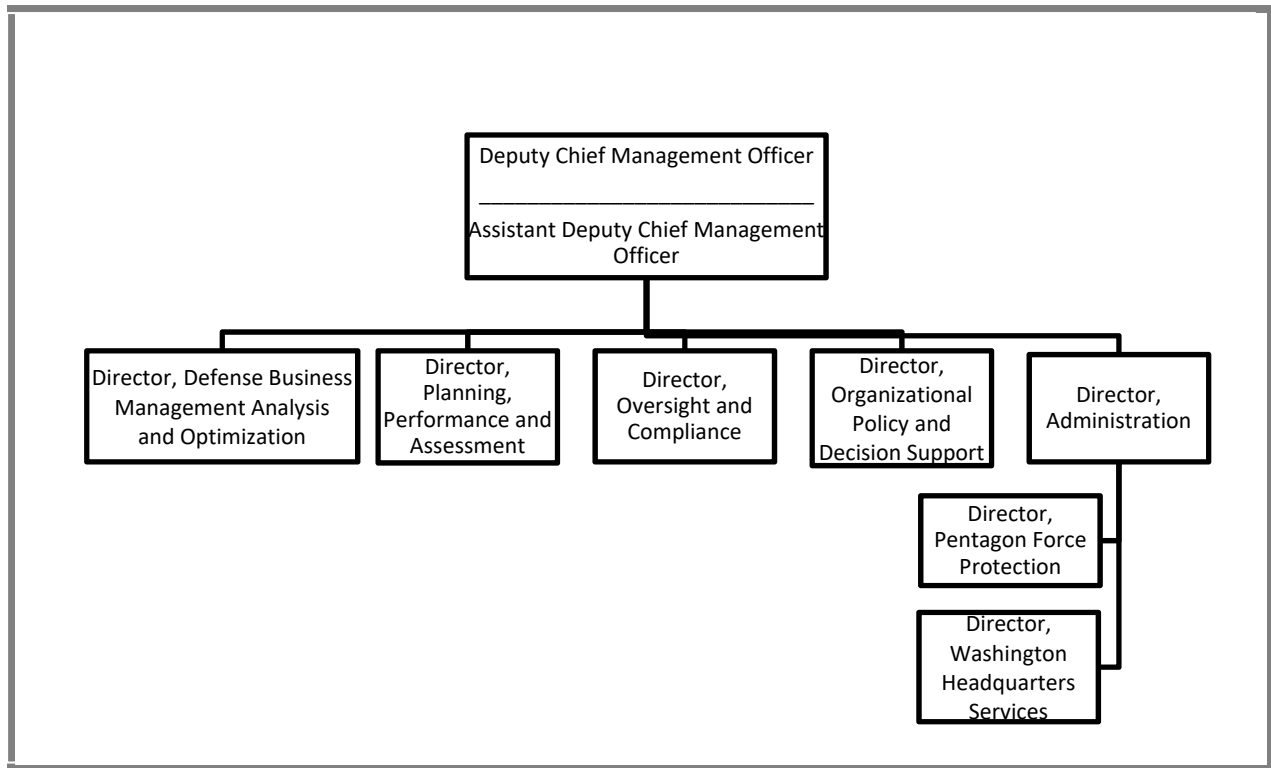 Deputy Chief Management Officer
____________________________
Assistant Deputy Chief Management
Officer
Director, Defense Business
Management Analysis
and Optimization
Director,
Planning,
Performance and
Assessment
Director,
Oversight and
Compliance
Director,
Organizational
Policy and
Decision Support
Director,
Administration
Director,
Pentagon Force
Protection
Director,
Washington
Headquarters
Services